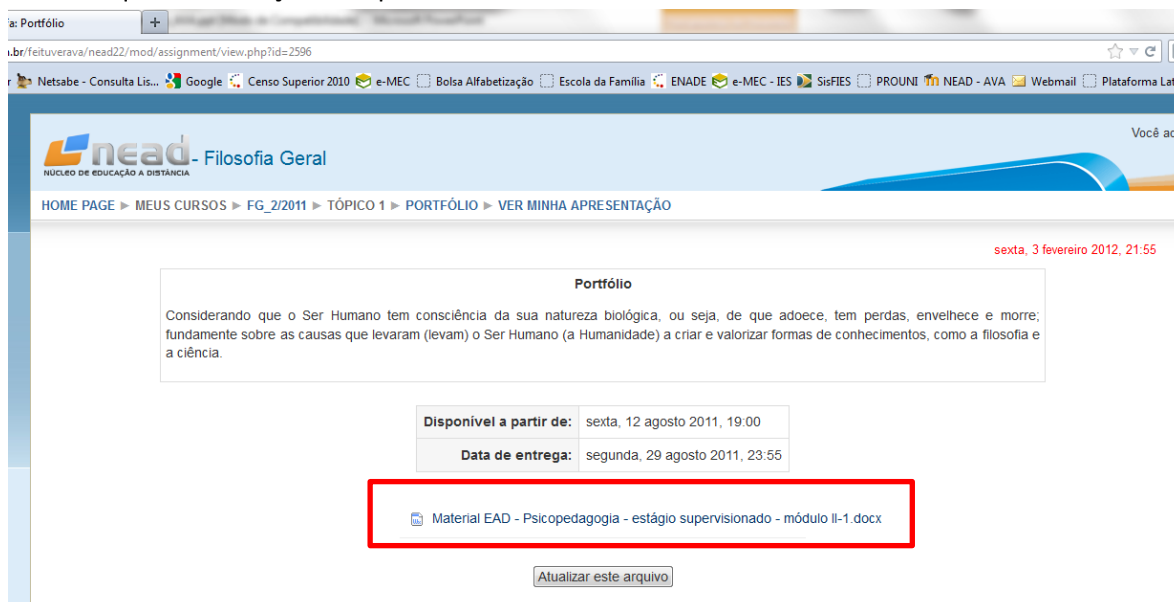 a: Portfólio
+
.br/feituverava/nead22/mod/assignment/view.php?id=2596
r Netsabe - Consulta Lis... Google Censo Superior 2010 e-MEC Bolsa Alfabetização Escola da Família ENADE e-MEC - IES SisFIES PROUNI NEAD - AVA Webmail Plataforma Lat
Você ac
nead - Filosofia Geral
NÚCLEO DE EDUCAÇÃO A DISTÂNCIA
HOME PAGE ► MEUS CURSOS ► FG_2/2011 ► TÓPICO 1 ► PORTFÓLIO ► VER MINHA APRESENTAÇÃO
sexta, 3 fevereiro 2012, 21:55
Portfólio
Considerando que o Ser Humano tem consciência da sua natureza biológica, ou seja, de que adoece, tem perdas, envelhece e morre;
fundamente sobre as causas que levaram (levam) o Ser Humano (a Humanidade) a criar e valorizar formas de conhecimentos, como a filosofia e
a ciência.
Disponível a partir de: sexta, 12 agosto 2011, 19:00
Data de entrega: segunda, 29 agosto 2011, 23:55
Material EAD - Psicopedagogia - estágio supervisionado - módulo II-1.docx
Atualizar este arquivo